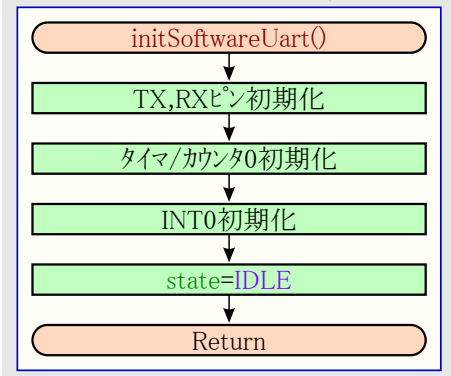 initSoftwareUart()
TX,RXﾋﾟﾝ初期化
ﾀｲﾏ/ｶｳﾝﾀ0初期化
INT0初期化
state=IDLE
Return